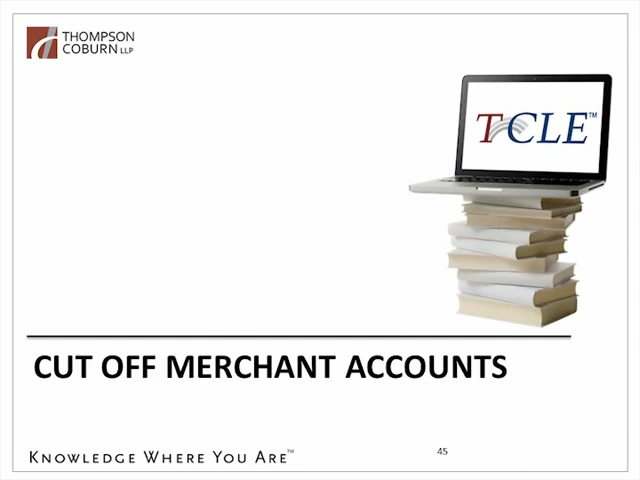 THOMPSON
COBURN LLP
TCLE™
CUT OFF MERCHANT ACCOUNTS
KNOWLEDGE WHERE YOU ARE™
45